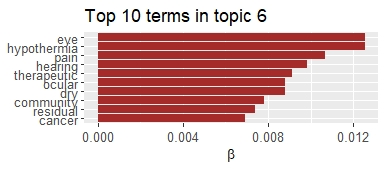 Top 10 terms in topic 6
eye
hypothermia
pain
hearing
therapeutic
ocular
dry
community
residual
cancer
0.000 0.004 0.008 0.012
β